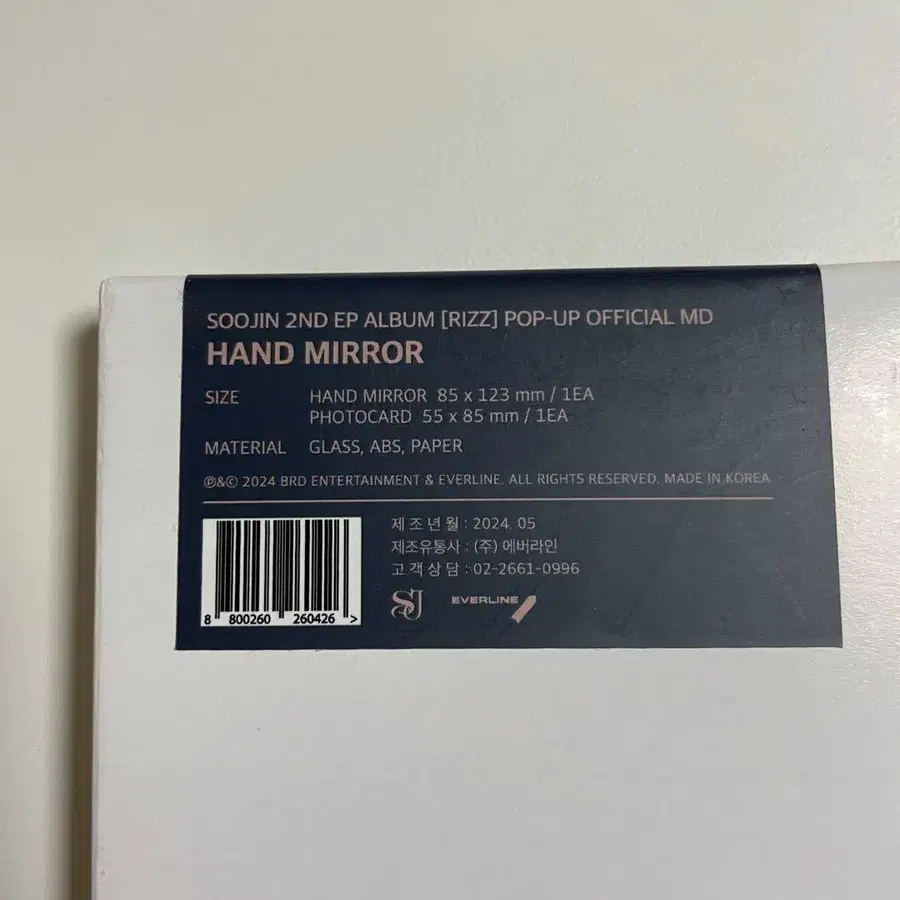 SOOJIN 2ND EP ALBUM [RIZZ] POP-UP OFFICIAL MD
HAND MIRROR
SIZE HAND MIRROR 85 x 123 mm / 1EA
PHOTOCARD 55 x 85 mm / 1EA
MATERIAL GLASS, ABS, PAPER
℗&© 2024 BRD ENTERTAINMENT & EVERLINE. ALL RIGHTS RESERVED. MADE IN KOREA
제 조 년 월 : 2024. 05
제조유통사 : (주) 에버라인
고 객 상 담 : 02-2661-0996
8 800260 260426 >
SJ EVERLINE